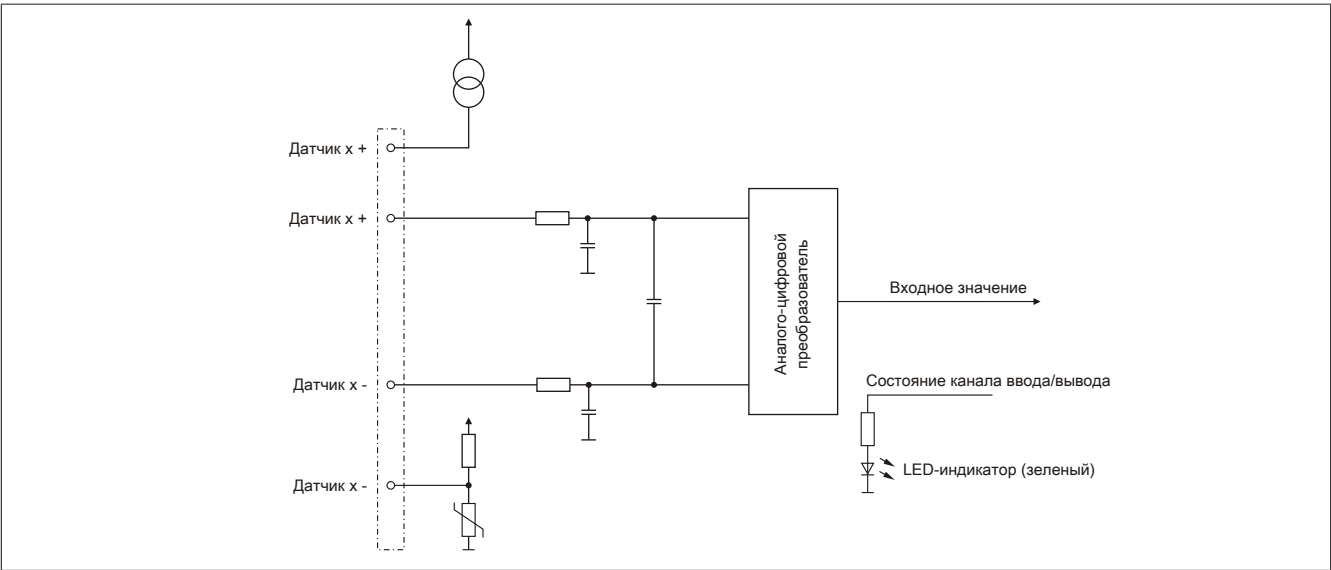 Датчик x +
Датчик x +
Аналого-цифровой
преобразователь
Входное значение
Датчик x -
Состояние канала ввода/вывода
LED-индикатор (зеленый)
Датчик x -